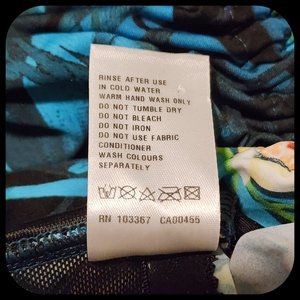 RINSE AFTER USE
IN COLD WATER
WARM HAND WASH ONLY
DO NOT TUMBLE DRY
DO NOT BLEACH
DO NOT IRON
DO NOT USE FABRIC
CONDITIONER
WASH COLOURS
SEPARATELY
RN 103367 CA00455